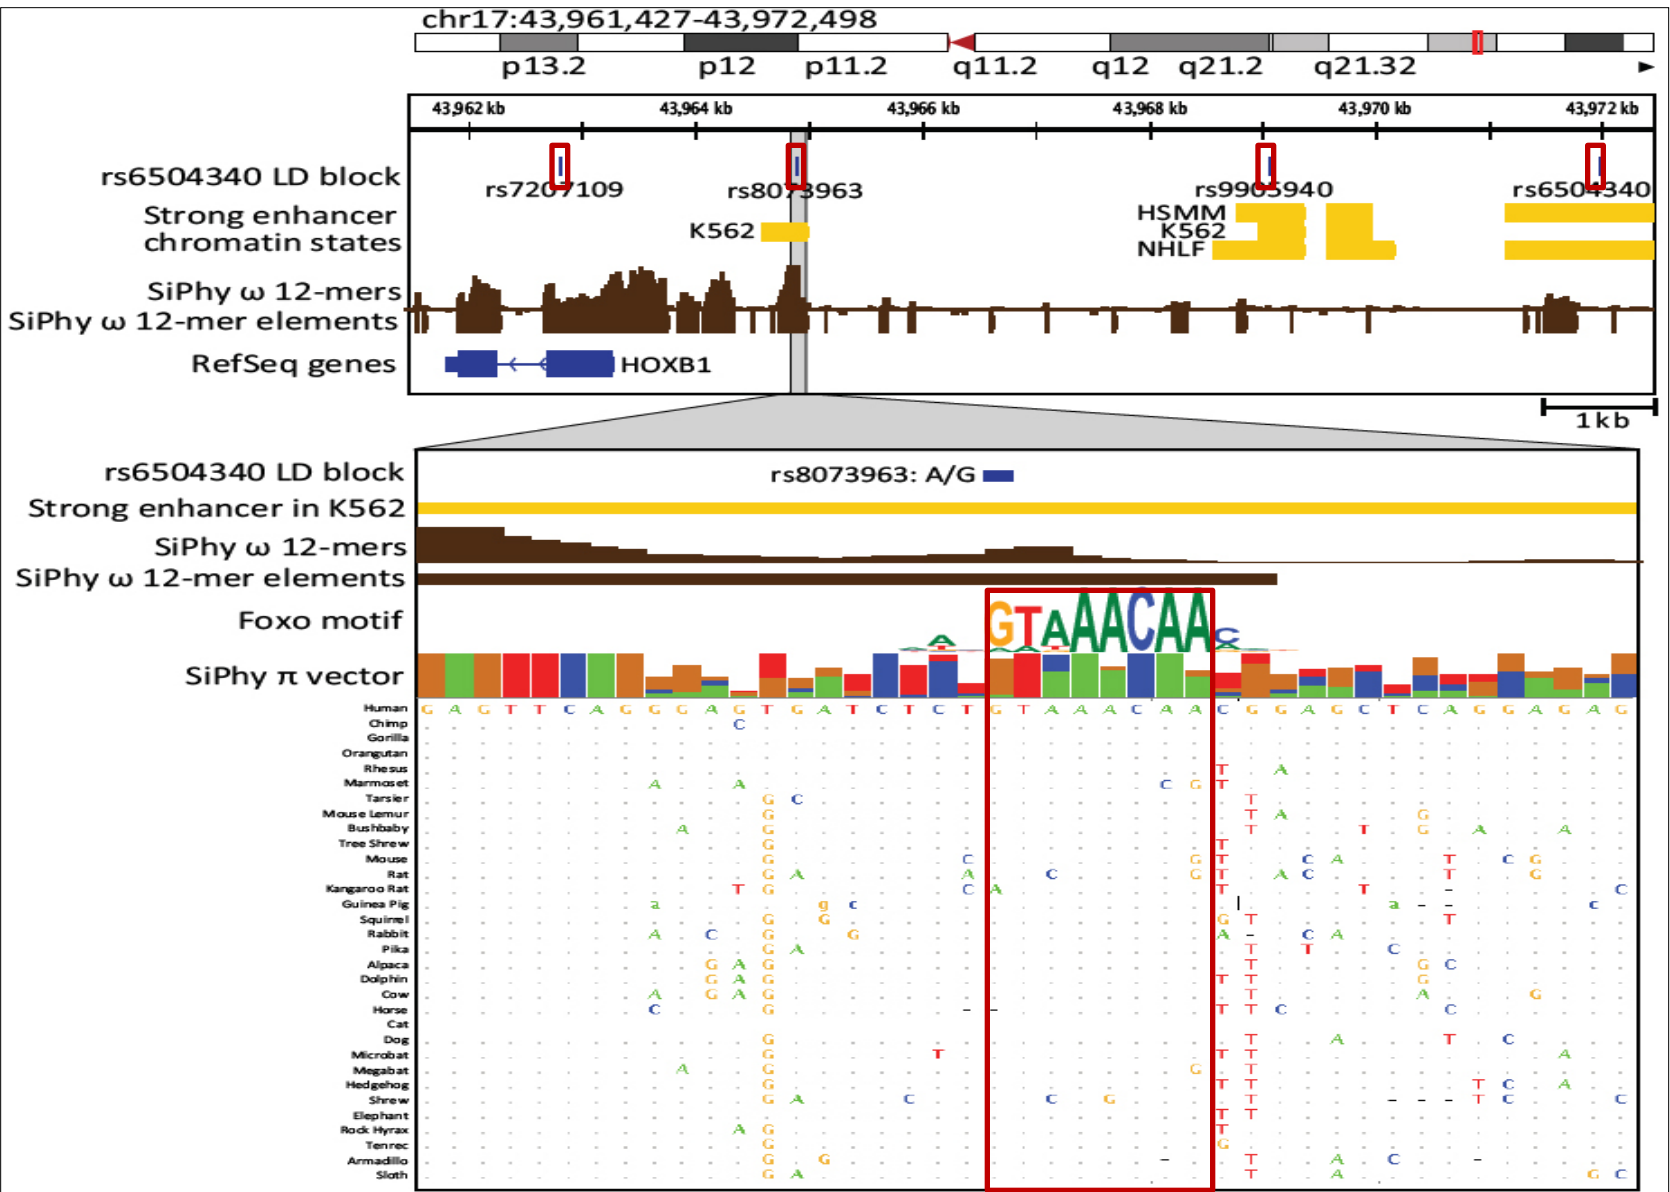 chr17:43,961,427-43,972,498
p13.2 p12 p11.2 q11.2 q12 q21.2 q21.32
43,962 kb 43,964 kb 43,966 kb 43,968 kb 43,970 kb 43,972 kb
rs6504340 LD block
rs7207109 rs8073963 rs9905940 rs6504340
Strong enhancer
chromatin states
K562
HSMM
K562
NHLF
SiPhy ω 12-mers
SiPhy ω 12-mer elements
RefSeq genes
HOXB1
1kb
rs6504340 LD block
rs8073963: A/G
Strong enhancer in K562
SiPhy ω 12-mers
SiPhy ω 12-mer elements
Foxo motif
A GTAAACAA C
SiPhy π vector
Human G A G T T C A G G G A G T G A T C T C T G T A A A C A A C G G A G C T C A G G A G A G
Chimp C
Gorilla
Orangutan
Rhesus T A
Marmoset A A C G T
Tarsier G C T
Mouse Lemur G T A G
Bushbaby A G T T G A A
Tree Shrew G T
Mouse G C G T C A T C G
Rat G A A C G T A C T G
Kangaroo Rat T G C A T T - C
Guinea Pig a g c a - - c
Squirrel G G G T T
Rabbit A C G G A - C A
Pika G A T T C
Alpaca G A G T G C
Dolphin G A G T T G
Cow A G A G T A G
Horse C G - - T T C C
Cat
Dog G T A T C
Microbat G T T T A
Megabat A G G T
Hedgehog G T T T C A
Shrew G A C C G T - - - T C C
Elephant T T
Rock Hyrax A G T
Tenrec G G
Armadillo G G - T A C -
Sloth G A T A G C